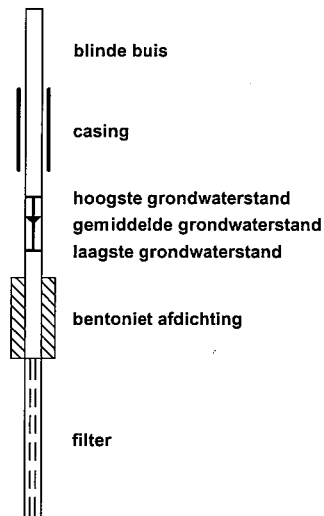 blinde buis
casing
hoogste grondwaterstand
gemiddelde grondwaterstand
laagste grondwaterstand
bentoniet afdichting
filter